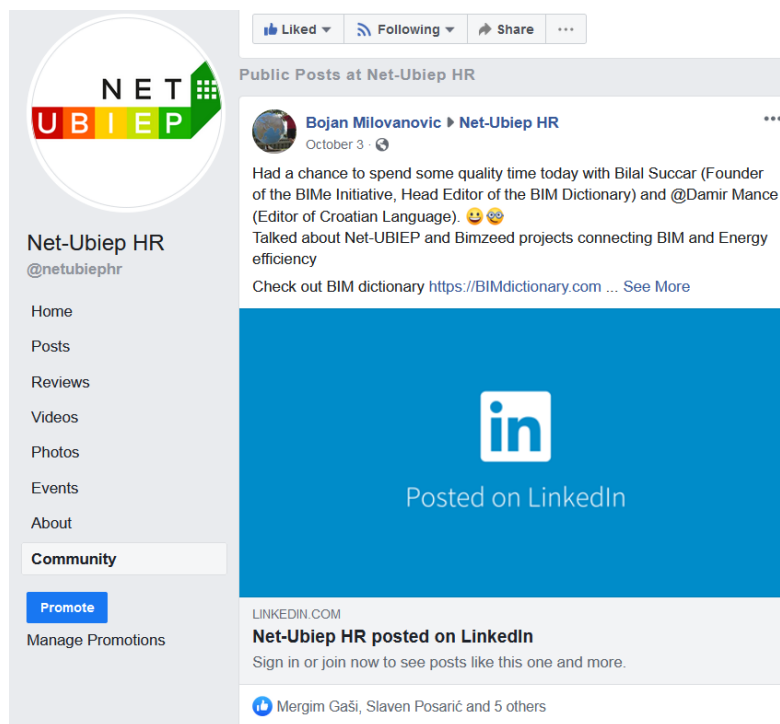 NET
UBIEP
Net-Ubiep HR
@netubiephr
Home
Posts
Reviews
Videos
Photos
Events
About
Community
Promote
Manage Promotions
Liked
Following
Share
Public Posts at Net-Ubiep HR
Bojan Milovanovic Net-Ubiep HR
October 3 ·
Had a chance to spend some quality time today with Bilal Succar (Founder
of the BIMe Initiative, Head Editor of the BIM Dictionary) and @Damir Mance
(Editor of Croatian Language). 😀🤓
Talked about Net-UBIEP and Bimzeed projects connecting BIM and Energy
efficiency
Check out BIM dictionary https://BIMdictionary.com ... See More
in
Posted on LinkedIn
LINKEDIN.COM
Net-Ubiep HR posted on LinkedIn
Sign in or join now to see posts like this one and more.
Mergim Gaši, Slaven Posarić and 5 others